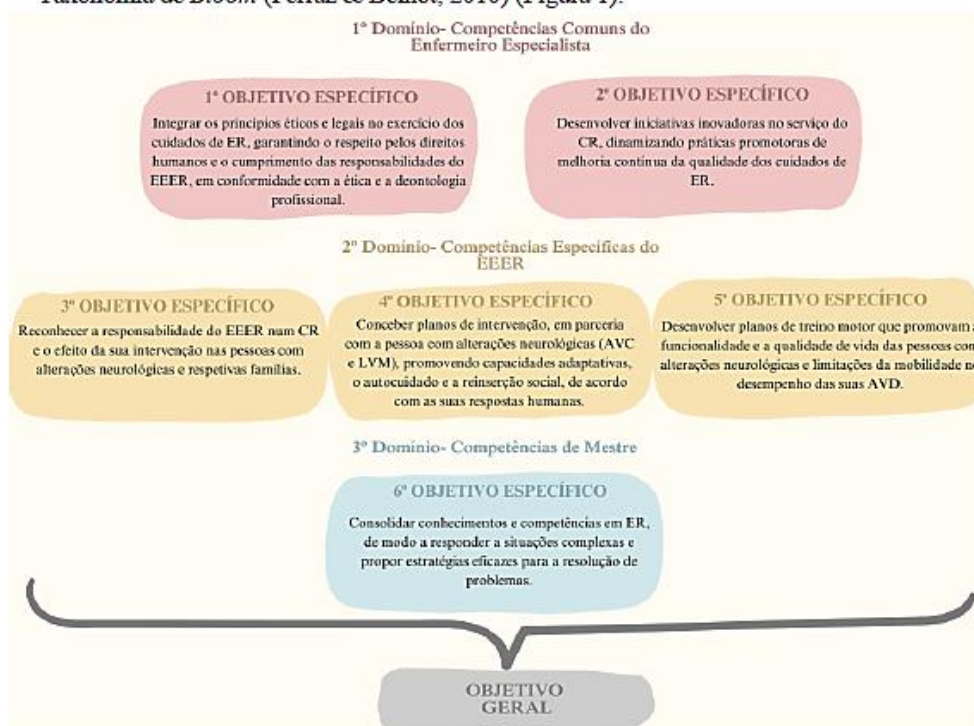 Taxonomia de Bloom (Ferraz & Belhot, 2010) (Figura 1).
1º Domínio- Competências Comuns do
Enfermeiro Especialista
1º OBJETIVO ESPECÍFICO
Integrar os princípios éticos e legais no exercício dos
cuidados de ER, garantindo o respeito pelos direitos
humanos e o cumprimento das responsabilidades do
EEER, em conformidade com a ética e a deontologia
profissional.
2º OBJETIVO ESPECÍFICO
Desenvolver iniciativas inovadoras no serviço do
CR, dinamizando práticas promotoras de
melhoria contínua da qualidade dos cuidados de
ER.
2º Domínio- Competências Específicas do
EEER
3º OBJETIVO ESPECÍFICO
Reconhecer a responsabilidade do EEER num CR
e o efeito da sua intervenção nas pessoas com
alterações neurológicas e respetivas famílias.
4º OBJETIVO ESPECÍFICO
Conceber planos de intervenção, em parceria
com a pessoa com alterações neurológicas (AVC
e LVM), promovendo capacidades adaptativas,
o autocuidado e a reinserção social, de acordo
com as suas respostas humanas.
5º OBJETIVO ESPECÍFICO
Desenvolver planos de treino motor que promovam a
funcionalidade e a qualidade de vida das pessoas com
alterações neurológicas e limitações da mobilidade no
desempenho das suas AVD.
3º Domínio- Competências de Mestre
6º OBJETIVO ESPECÍFICO
Consolidar conhecimentos e competências em ER,
de modo a responder a situações complexas e
propor estratégias eficazes para a resolução de
problemas.
OBJETIVO
GERAL